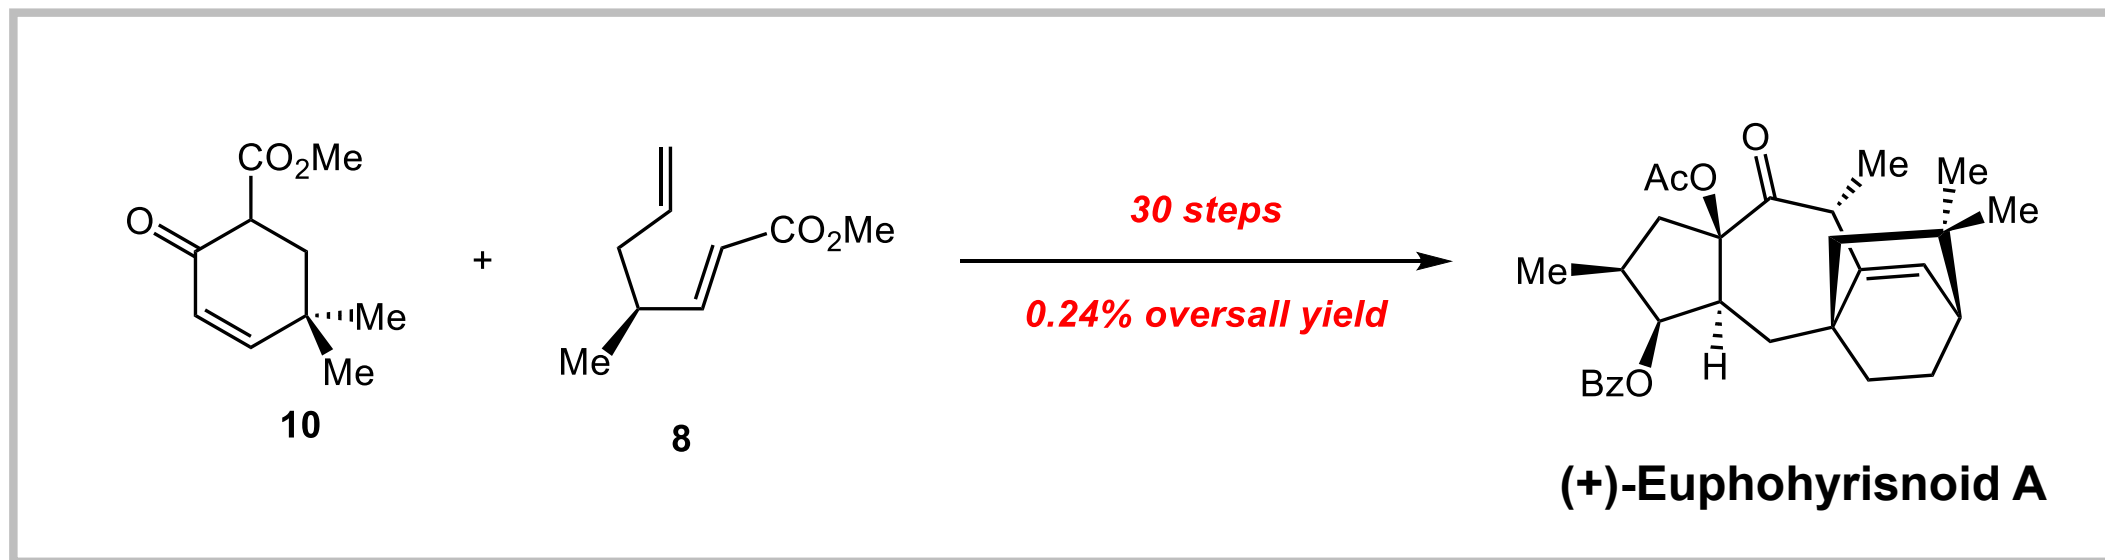 CO2Me
O
Me
Me
10
+
CO2Me
Me
8
30 steps
0.24% oversall yield
O
AcO
Me
Me
Me
Me
BzO
H
(+)-Euphohyrisnoid A